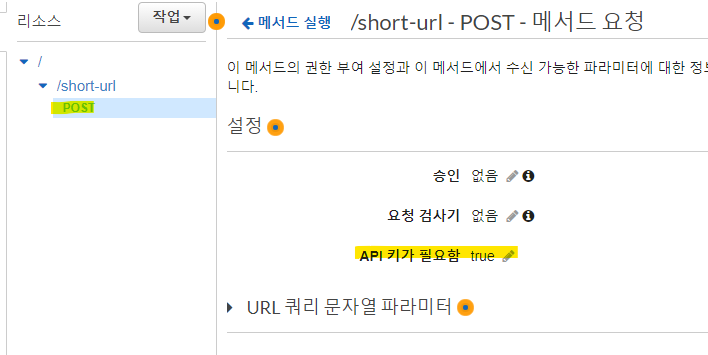 리소스
작업
메서드 실행
/short-url - POST - 메서드 요청
/
/short-url
POST
이 메서드의 권한 부여 설정과 이 메서드에서 수신 가능한 파라미터에 대한 정보
니다.
설정
승인 없음
요청 검사기 없음
API 키가 필요함 true
URL 쿼리 문자열 파라미터